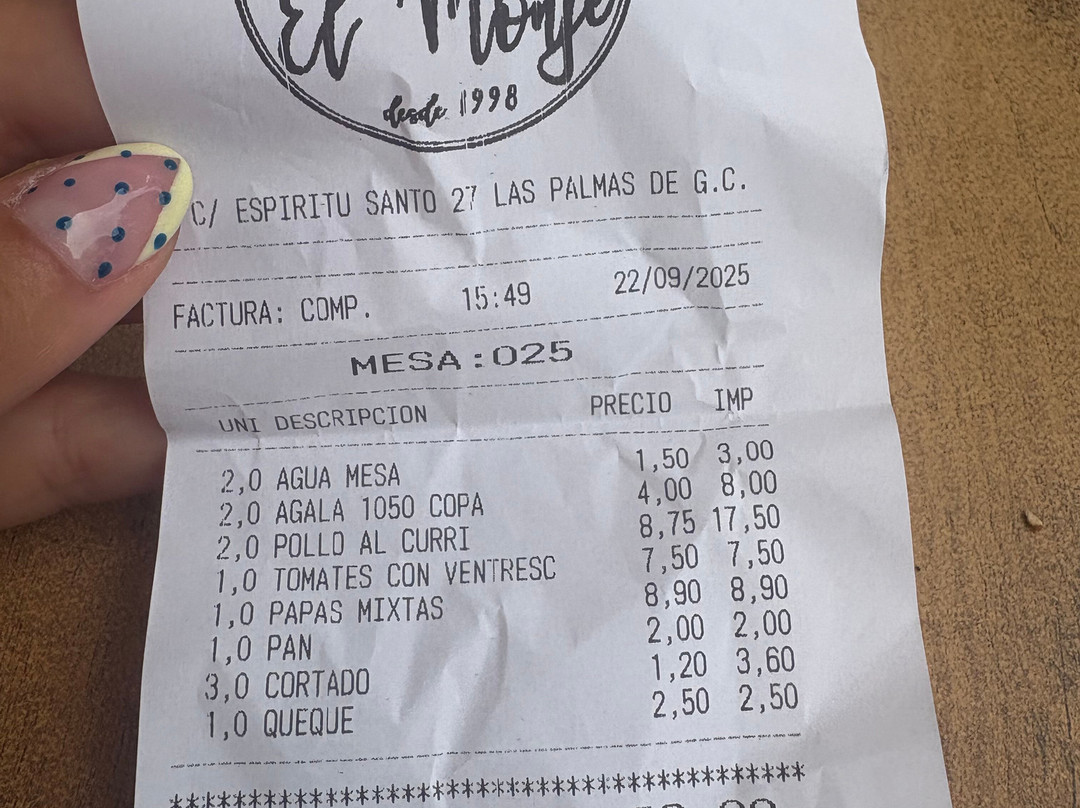 El Monje
desde 1998
C/ ESPIRITU SANTO 27 LAS PALMAS DE G.C.
FACTURA: COMP. 15:49 22/09/2025
MESA:025
UNI DESCRIPCION PRECIO IMP
2,0 AGUA MESA 1,50 3,00
2,0 AGALA 1050 COPA 4,00 8,00
2,0 POLLO AL CURRI 8,75 17,50
1,0 TOMATES CON VENTRESC 7,50 7,50
1,0 PAPAS MIXTAS 8,90 8,90
1,0 PAN 2,00 2,00
3,0 CORTADO 1,20 3,60
1,0 QUEQUE 2,50 2,50
****************************************